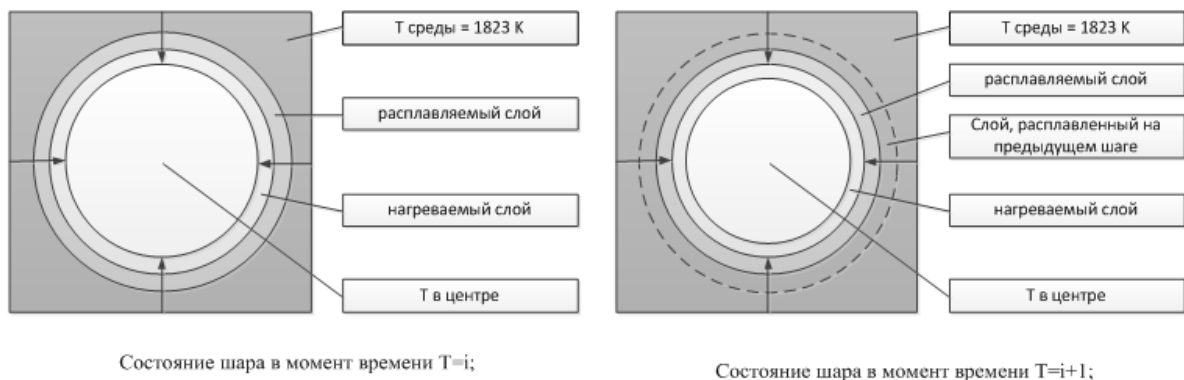 Т среды = 1823 К
расплавляемый слой
нагреваемый слой
Т в центре
Состояние шара в момент времени T=i;
Т среды = 1823 К
расплавляемый слой
Слой, расплавленный на
предыдущем шаге
нагреваемый слой
Т в центре
Состояние шара в момент времени T=i+1;